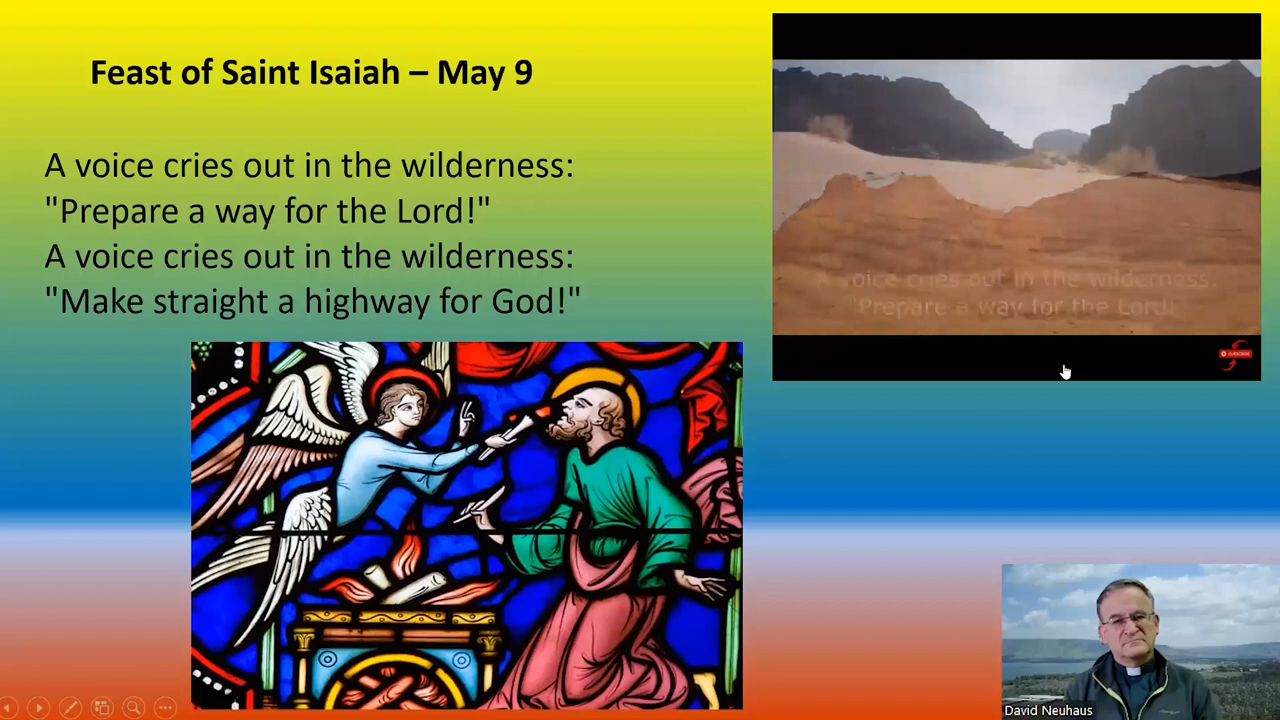 Feast of Saint Isaiah – May 9
A voice cries out in the wilderness:
"Prepare a way for the Lord!"
A voice cries out in the wilderness:
"Make straight a highway for God!"
A voice cries out in the wilderness,
"Prepare a way for the Lord!
SUBSCRIBE
David Neuhaus